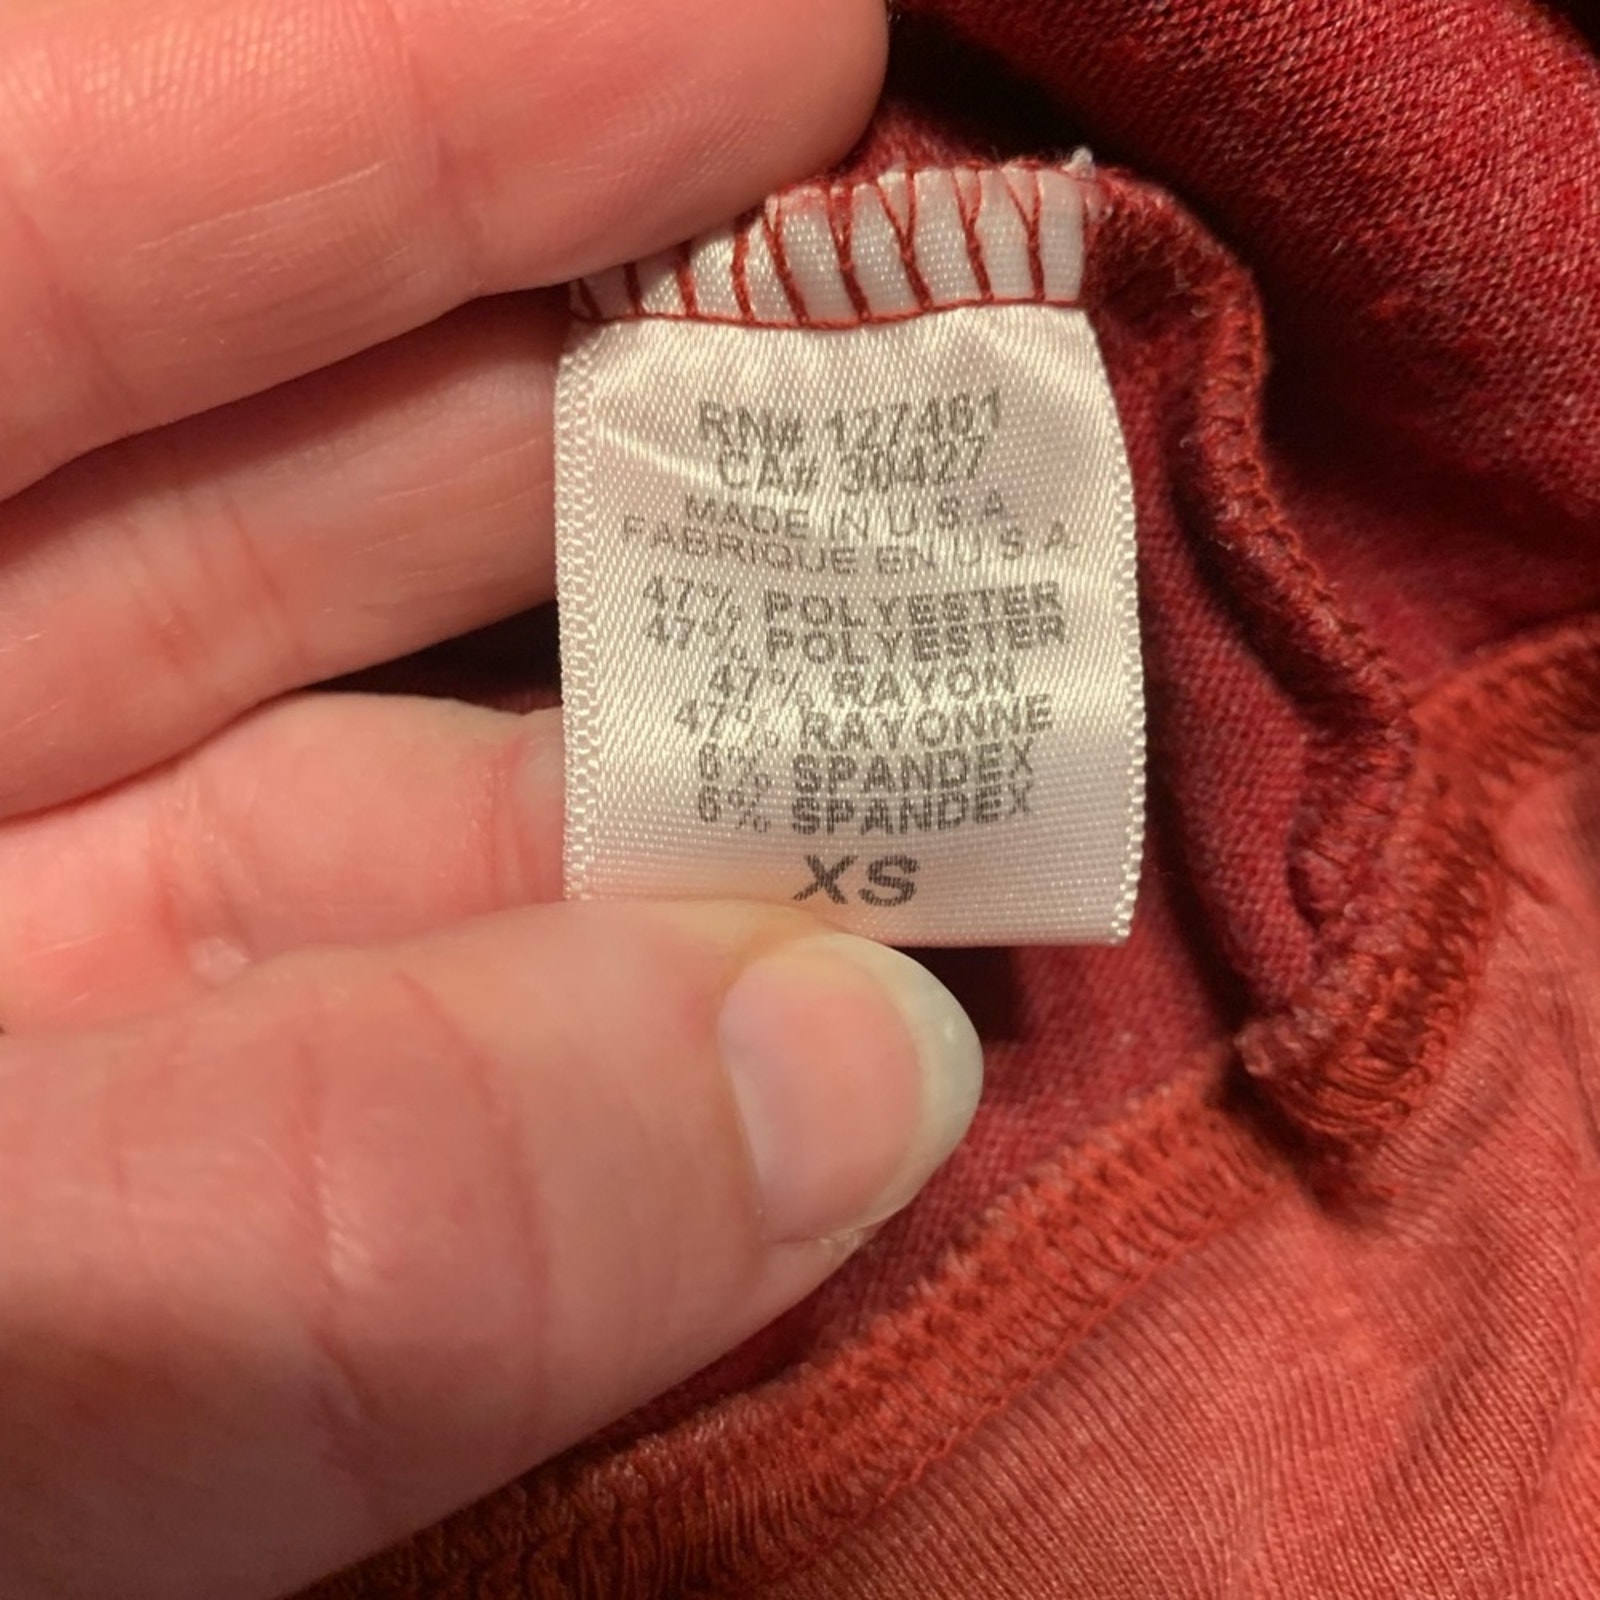 RN# 127461
CA# 30427
MADE IN U S A
FABRIQUE EN U S A.
47% POLYESTER
47% POLYESTER
47% RAYON
47% RAYONNE
6% SPANDEX
6% SPANDEX
XS